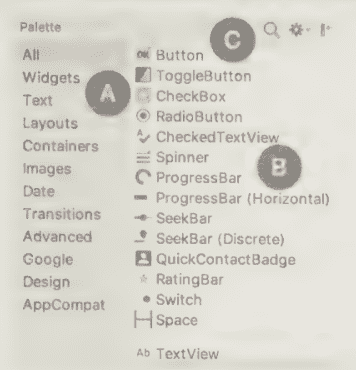 Palette
All
Widgets
Text
Layouts
Containers
Images
Date
Transitions
Advanced
Google
Design
AppCompat
A
C
OK Button
ToggleButton
CheckBox
RadioButton
A CheckedTextView
Spinner
B
ProgressBar
ProgressBar (Horizontal)
SeekBar
SeekBar (Discrete)
QuickContactBadge
RatingBar
Switch
Space
Ab TextView